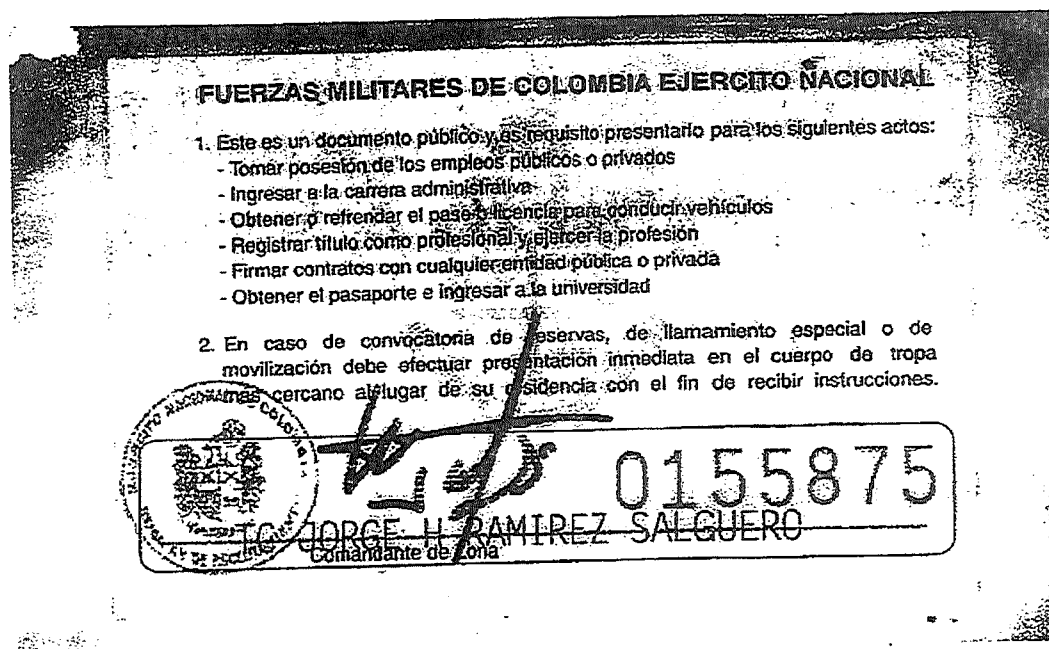 FUERZAS MILITARES DE COLOMBIA EJERCITO NACIONAL
1. Este es un documento público y es requisito presentarlo para los siguientes actos:
- Tomar posesión de los empleos públicos o privados
- Ingresar a la carrera administrativa
- Obtener o refrendar el pase o licencia para conducir vehículos
- Registrar título como profesional y ejercer la profesión
- Firmar contratos con cualquier entidad pública o privada
- Obtener el pasaporte e ingresar a la universidad
2. En caso de convocatoria de reservas, de llamamiento especial o de
movilización debe efectuar presentación inmediata en el cuerpo de tropa
más cercano al lugar de su residencia con el fin de recibir instrucciones.
0155875
TC JORGE H RAMIREZ SALGUERO
Comandante de Zona